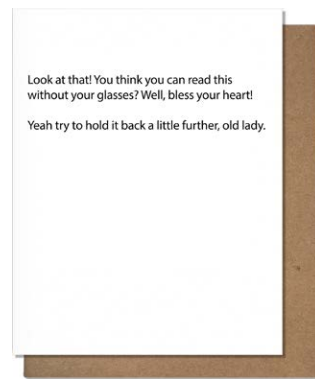 Look at that! You think you can read this
without your glasses? Well, bless your heart!
Yeah try to hold it back a little further, old lady.